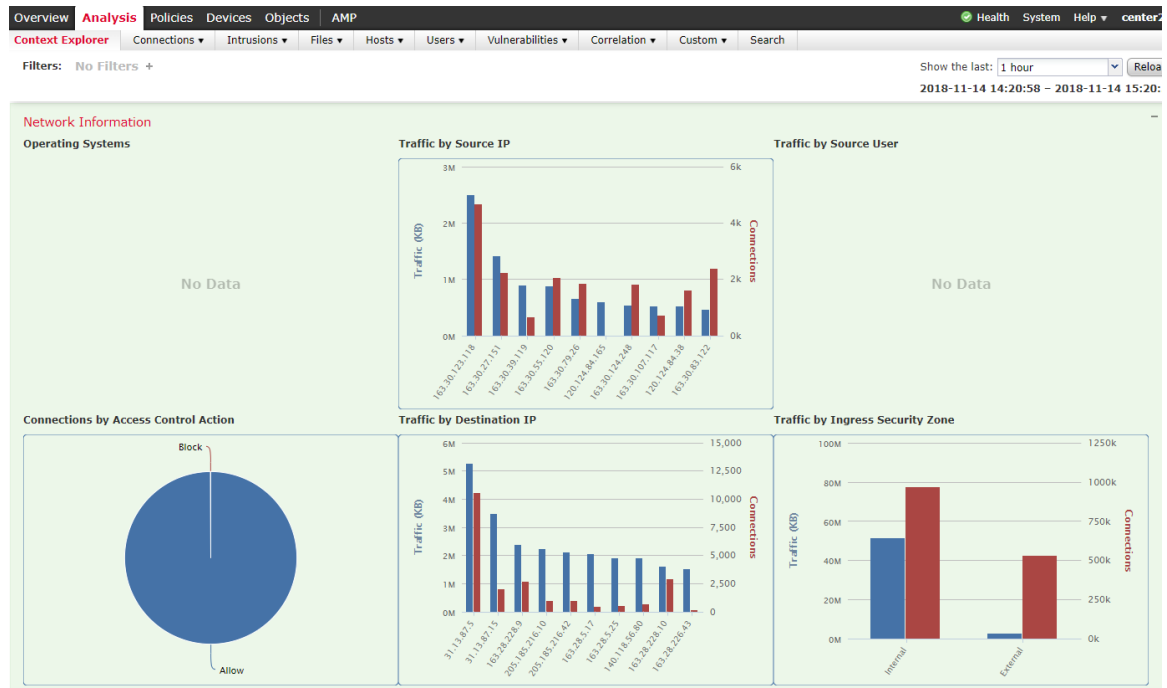 Overview Analysis Policies Devices Objects AMP Health System Help ▾ center2
Context Explorer Connections ▾ Intrusions ▾ Files ▾ Hosts ▾ Users ▾ Vulnerabilities ▾ Correlation ▾ Custom ▾ Search
Filters: No Filters + Show the last: 1 hour Reloa
2018-11-14 14:20:58 – 2018-11-14 15:20:
Network Information
Operating Systems
No Data
Traffic by Source IP
3M
2M
1M
0M
Traffic (KB)
6k
4k
2k
0k
Connections
163.30.123.118
163.30.27.151
163.30.39.119
163.30.55.120
163.30.79.26
120.124.84.165
163.30.124.248
163.30.107.117
120.124.84.38
163.30.83.122
Traffic by Source User
No Data
Connections by Access Control Action
Block
Allow
Traffic by Destination IP
6M
5M
4M
3M
2M
1M
0M
Traffic (KB)
15,000
12,500
10,000
7,500
5,000
2,500
0
Connections
31.13.87.5
31.13.87.15
163.28.228.9
205.185.216.10
205.185.216.42
163.28.5.17
163.28.5.25
140.118.56.80
163.28.228.10
163.28.226.43
Traffic by Ingress Security Zone
100M
80M
60M
40M
20M
0M
Traffic (KB)
1250k
1000k
750k
500k
250k
0k
Connections
Internal
External